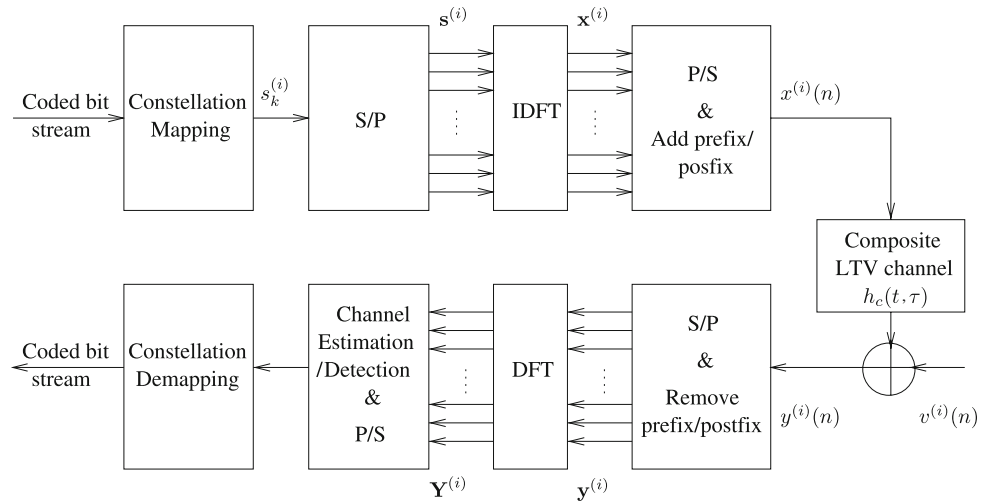 s^(i)
x^(i)
Coded bit
stream
Constellation
Mapping
s_k^(i)
S/P
IDFT
P/S
&
Add prefix/
posfix
x^(i)(n)
Composite
LTV channel
h_c(t,τ)
Coded bit
stream
Constellation
Demapping
Channel
Estimation
/Detection
&
P/S
DFT
S/P
&
Remove
prefix/postfix
y^(i)(n)
v^(i)(n)
Y^(i)
y^(i)